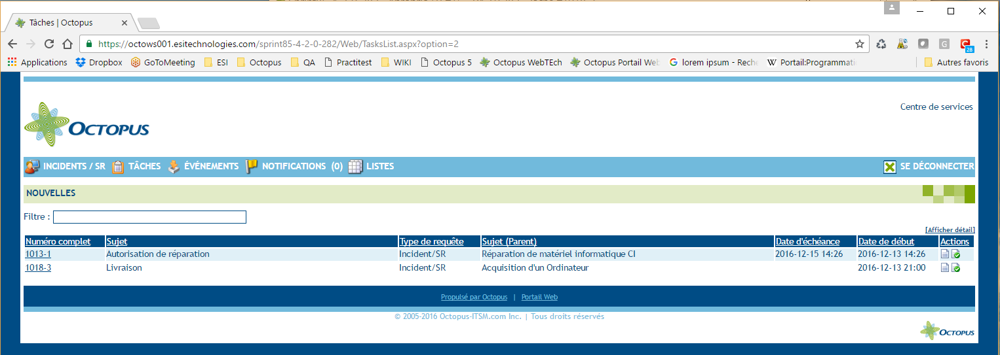 Tâches | Octopus
https://octows001.esitechnologies.com/sprint85-4-2-0-282/Web/TasksList.aspx?option=2
28
Applications Dropbox GoToMeeting ESI Octopus QA Practitest WIKI Octopus 5 Octopus WebTEch Octopus Portail Web lorem ipsum - Reche W Portail:Programmati Autres favoris
Centre de services
OCTOPUS
INCIDENTS / SR TÂCHES ÉVÉNEMENTS NOTIFICATIONS (0) LISTES SE DÉCONNECTER
NOUVELLES
Filtre :
[Afficher détail]
Numéro complet Sujet Type de requête Sujet (Parent) Date d'échéance Date de début Actions
1013-1 Autorisation de réparation Incident/SR Réparation de matériel informatique CI 2016-12-15 14:26 2016-12-13 14:26
1018-3 Livraison Incident/SR Acquisition d'un Ordinateur 2016-12-13 21:00
Propulsé par Octopus | Portail Web
© 2005-2016 Octopus-ITSM.com Inc. | Tous droits réservés
OCTOPUS